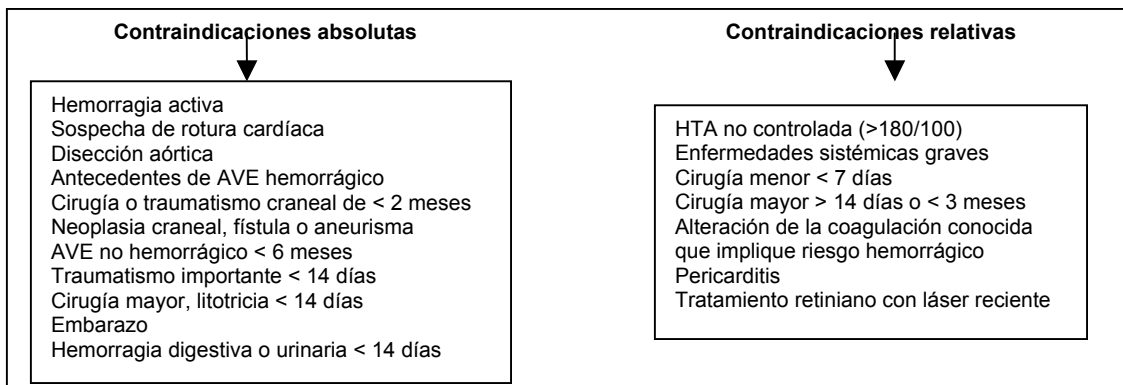 Contraindicaciones absolutas
Hemorragia activa
Sospecha de rotura cardíaca
Disección aórtica
Antecedentes de AVE hemorrágico
Cirugía o traumatismo craneal de < 2 meses
Neoplasia craneal, fístula o aneurisma
AVE no hemorrágico < 6 meses
Traumatismo importante < 14 días
Cirugía mayor, litotricia < 14 días
Embarazo
Hemorragia digestiva o urinaria < 14 días
Contraindicaciones relativas
HTA no controlada (>180/100)
Enfermedades sistémicas graves
Cirugía menor < 7 días
Cirugía mayor > 14 días o < 3 meses
Alteración de la coagulación conocida
que implique riesgo hemorrágico
Pericarditis
Tratamiento retiniano con láser reciente